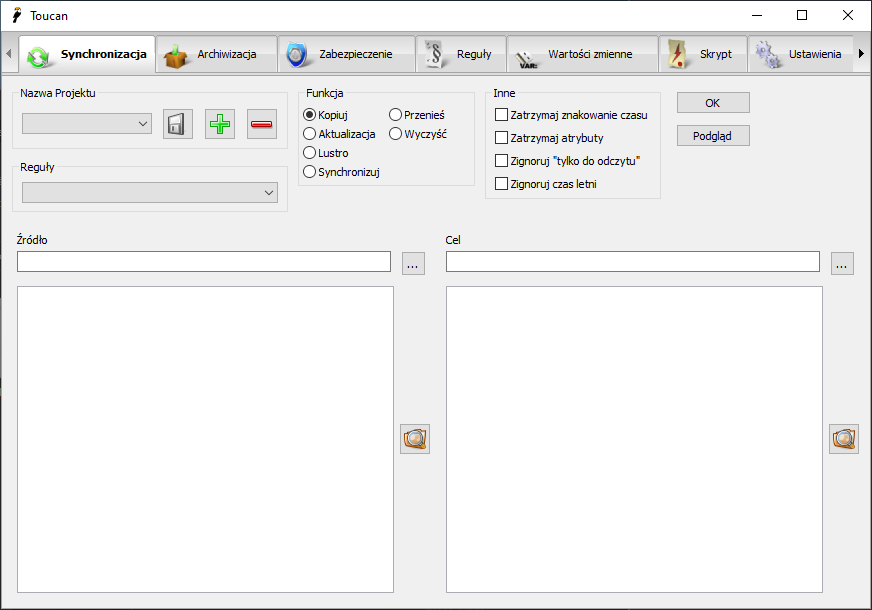 Toucan
Synchronizacja
Archiwizacja
Zabezpieczenie
Reguły
VAR:
Wartości zmienne
Skrypt
Ustawienia
Nazwa Projektu
Reguły
Funkcja
Kopiuj
Przenieś
Aktualizacja
Wyczyść
Lustro
Synchronizuj
Inne
Zatrzymaj znakowanie czasu
Zatrzymaj atrybuty
Zignoruj "tylko do odczytu"
Zignoruj czas letni
OK
Podgląd
Źródło
...
Cel
...